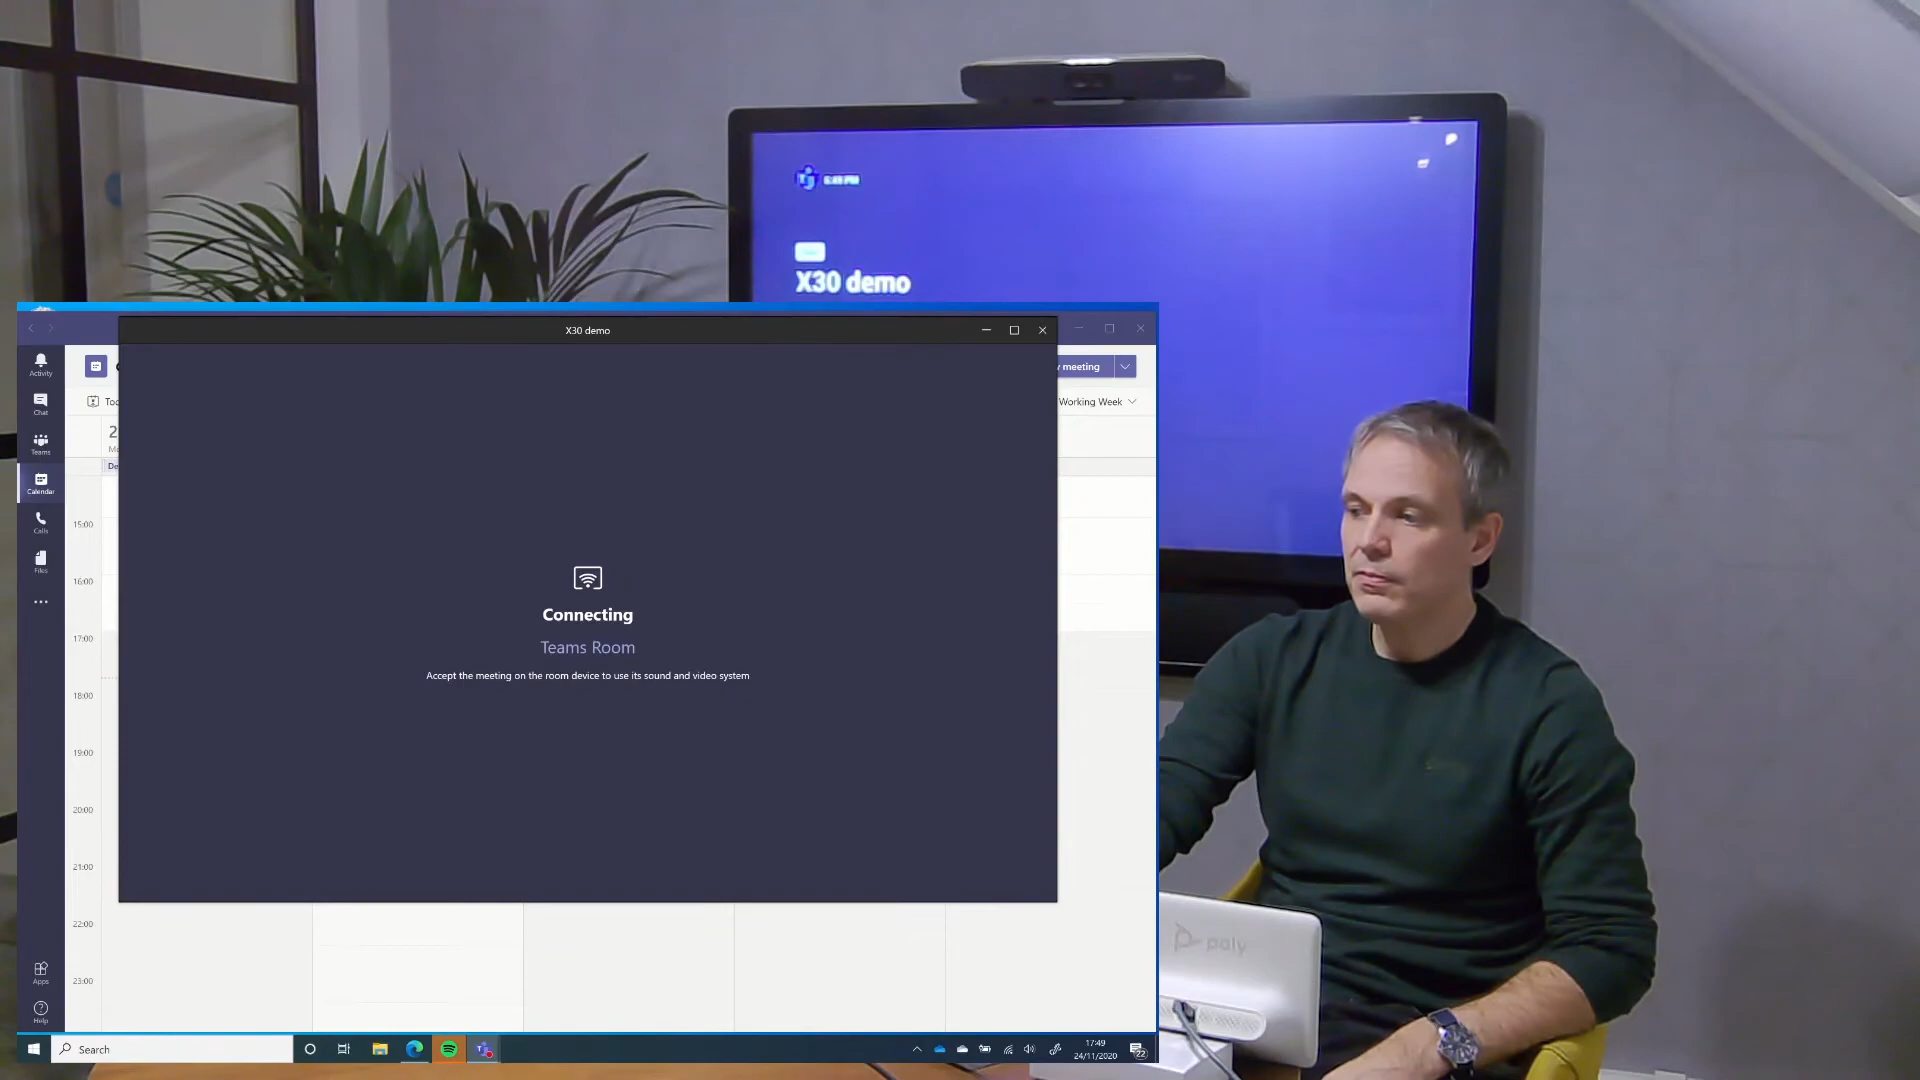 X30 demo
X30 demo
Activity
Chat
Teams
Calendar
Calls
Files
Apps
Help
meeting
Working Week
15:00
16:00
17:00
18:00
19:00
20:00
21:00
22:00
23:00
Connecting
Teams Room
Accept the meeting on the room device to use its sound and video system
poly
Search
17:49
24/11/2020
22